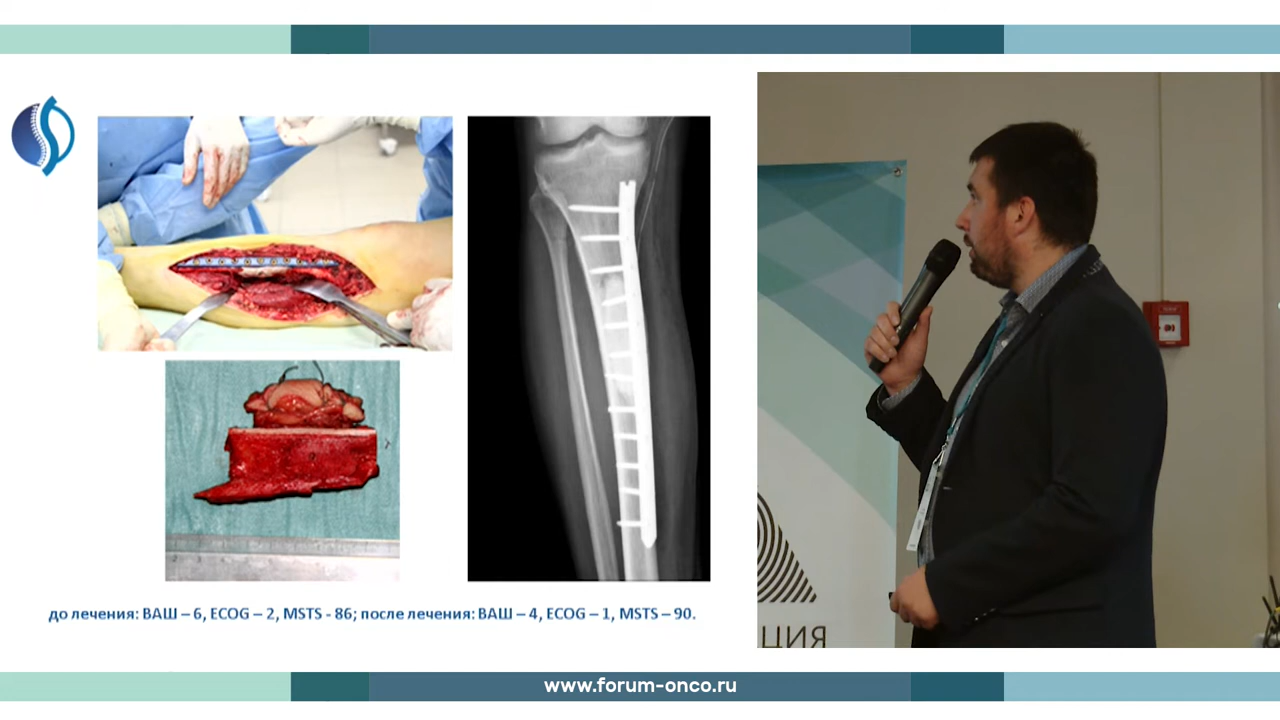 до лечения: ВАШ – 6, ECOG – 2, MSTS - 86; после лечения: ВАШ – 4, ECOG – 1, MSTS – 90.
ЦИЯ
www.forum-onco.ru